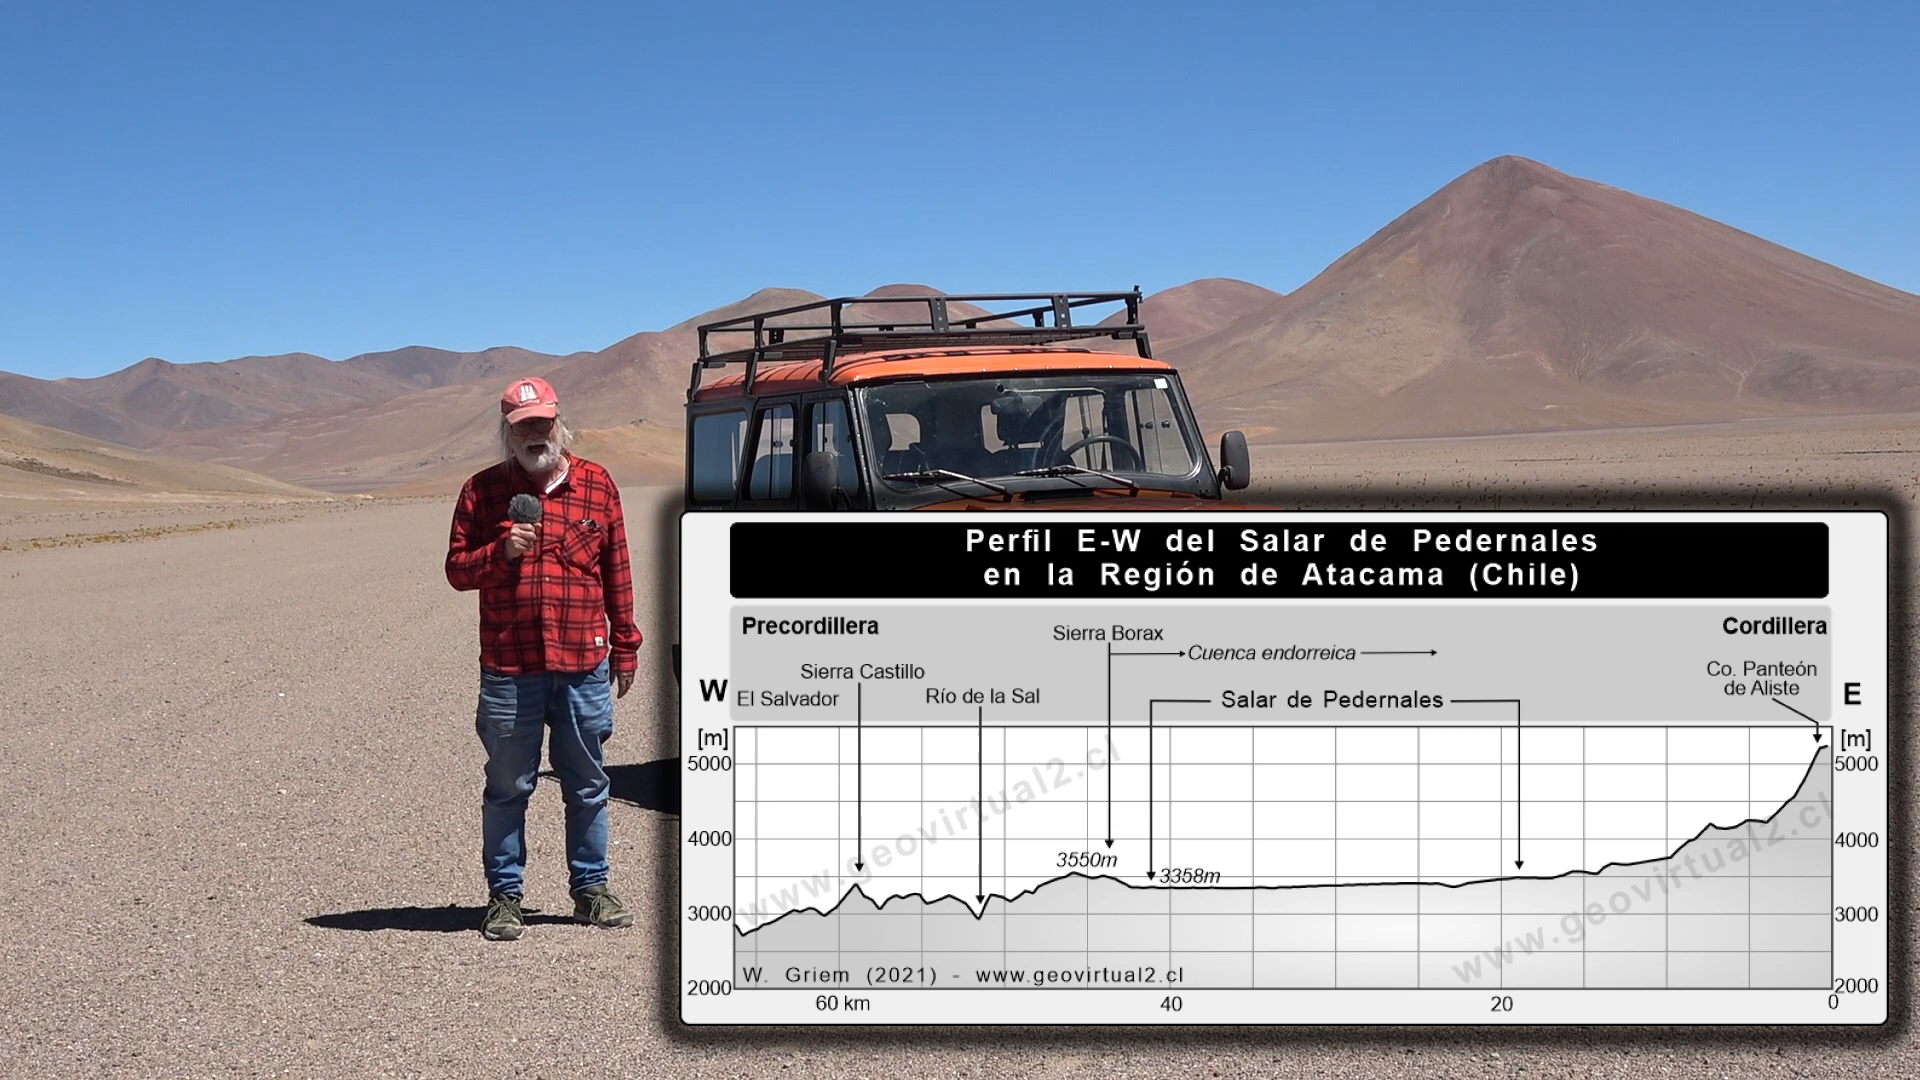 Perfil E-W del Salar de Pedernales
en la Región de Atacama (Chile)
Precordillera
Cordillera
Sierra Borax
Cuenca endorreica
Sierra Castillo
Co. Panteón
de Aliste
W
El Salvador
Río de la Sal
Salar de Pedernales
E
[m]
[m]
5000
5000
4000
4000
3550m
3358m
3000
3000
www.geovirtual2.cl
www.geovirtual2.cl
W. Griem (2021) - www.geovirtual2.cl
2000
2000
60 km
40
20
0